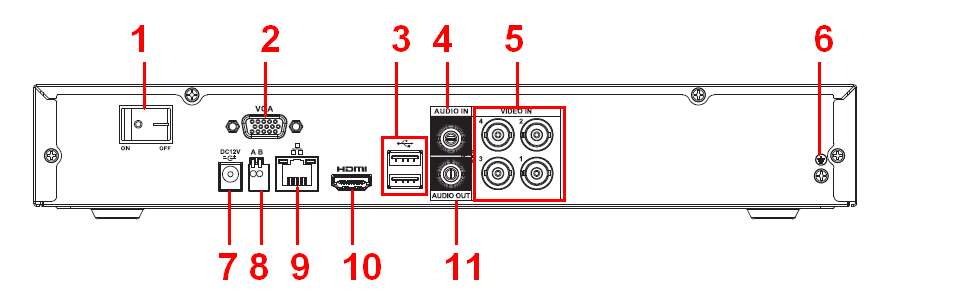 1 2 3 4 5 6
VGA
AUDIO IN
VIDEO IN
4 2
ON OFF
DC12V
A B
HDMI
3 1
AUDIO OUT
7 8 9 10 11